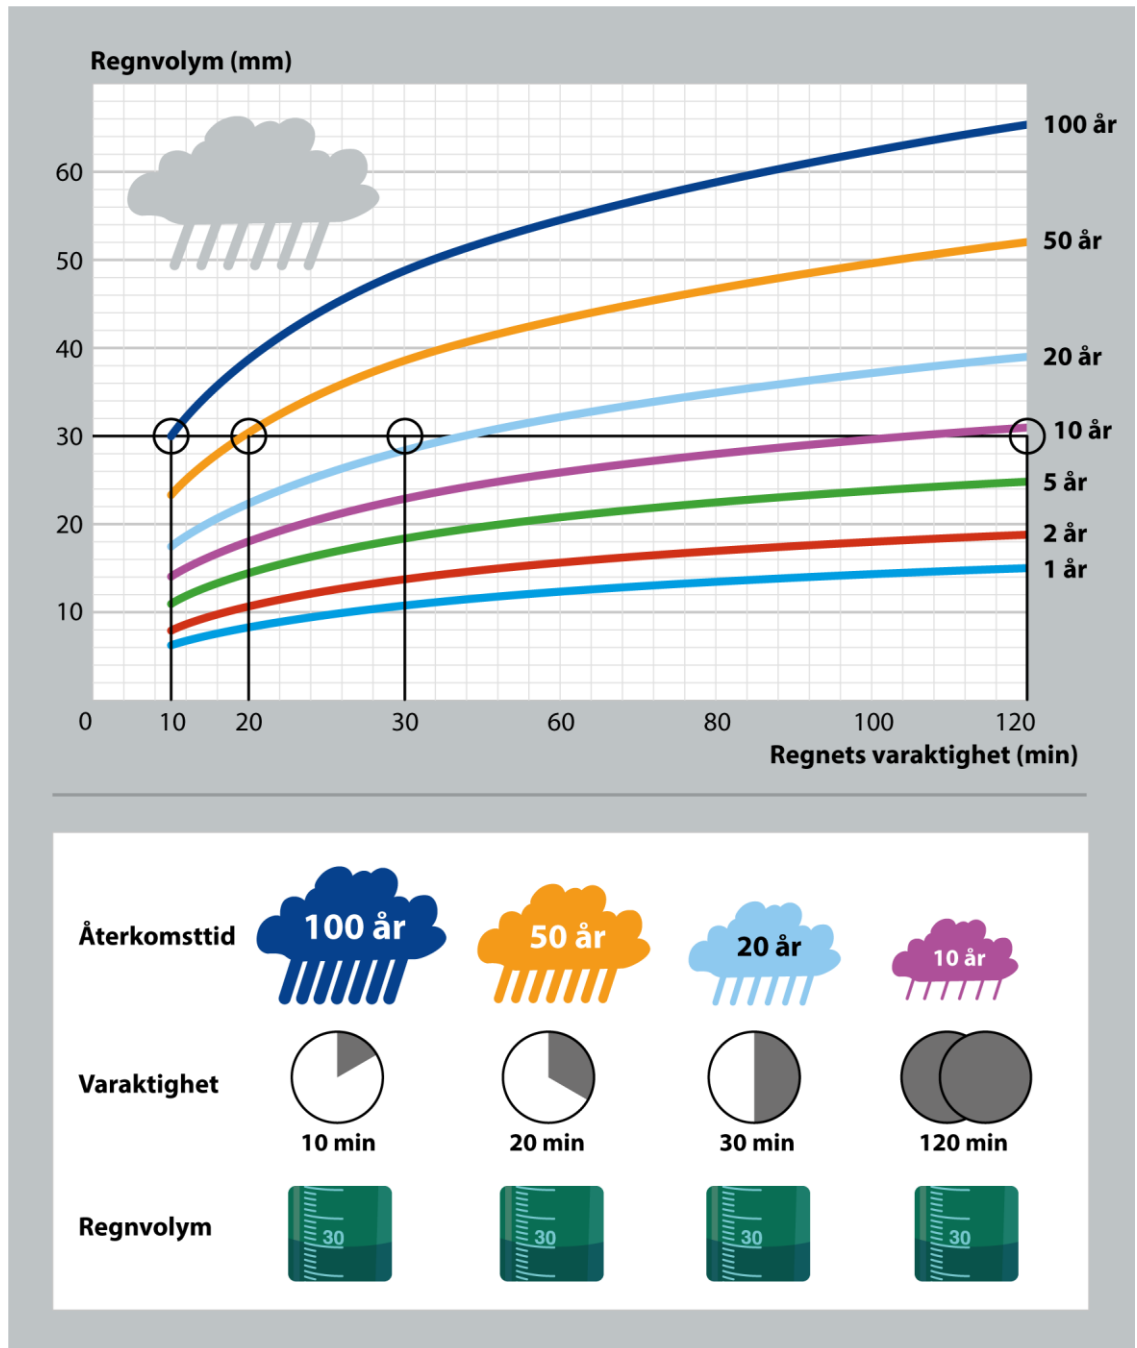 Regnvolym (mm)
60
50
40
30
20
10
100 år
50 år
20 år
10 år
5 år
2 år
1 år
0 10 20 30 60 80 100 120
Regnets varaktighet (min)
Återkomsttid 100 år 50 år 20 år 10 år
Varaktighet
10 min 20 min 30 min 120 min
Regnvolym 30 30 30 30